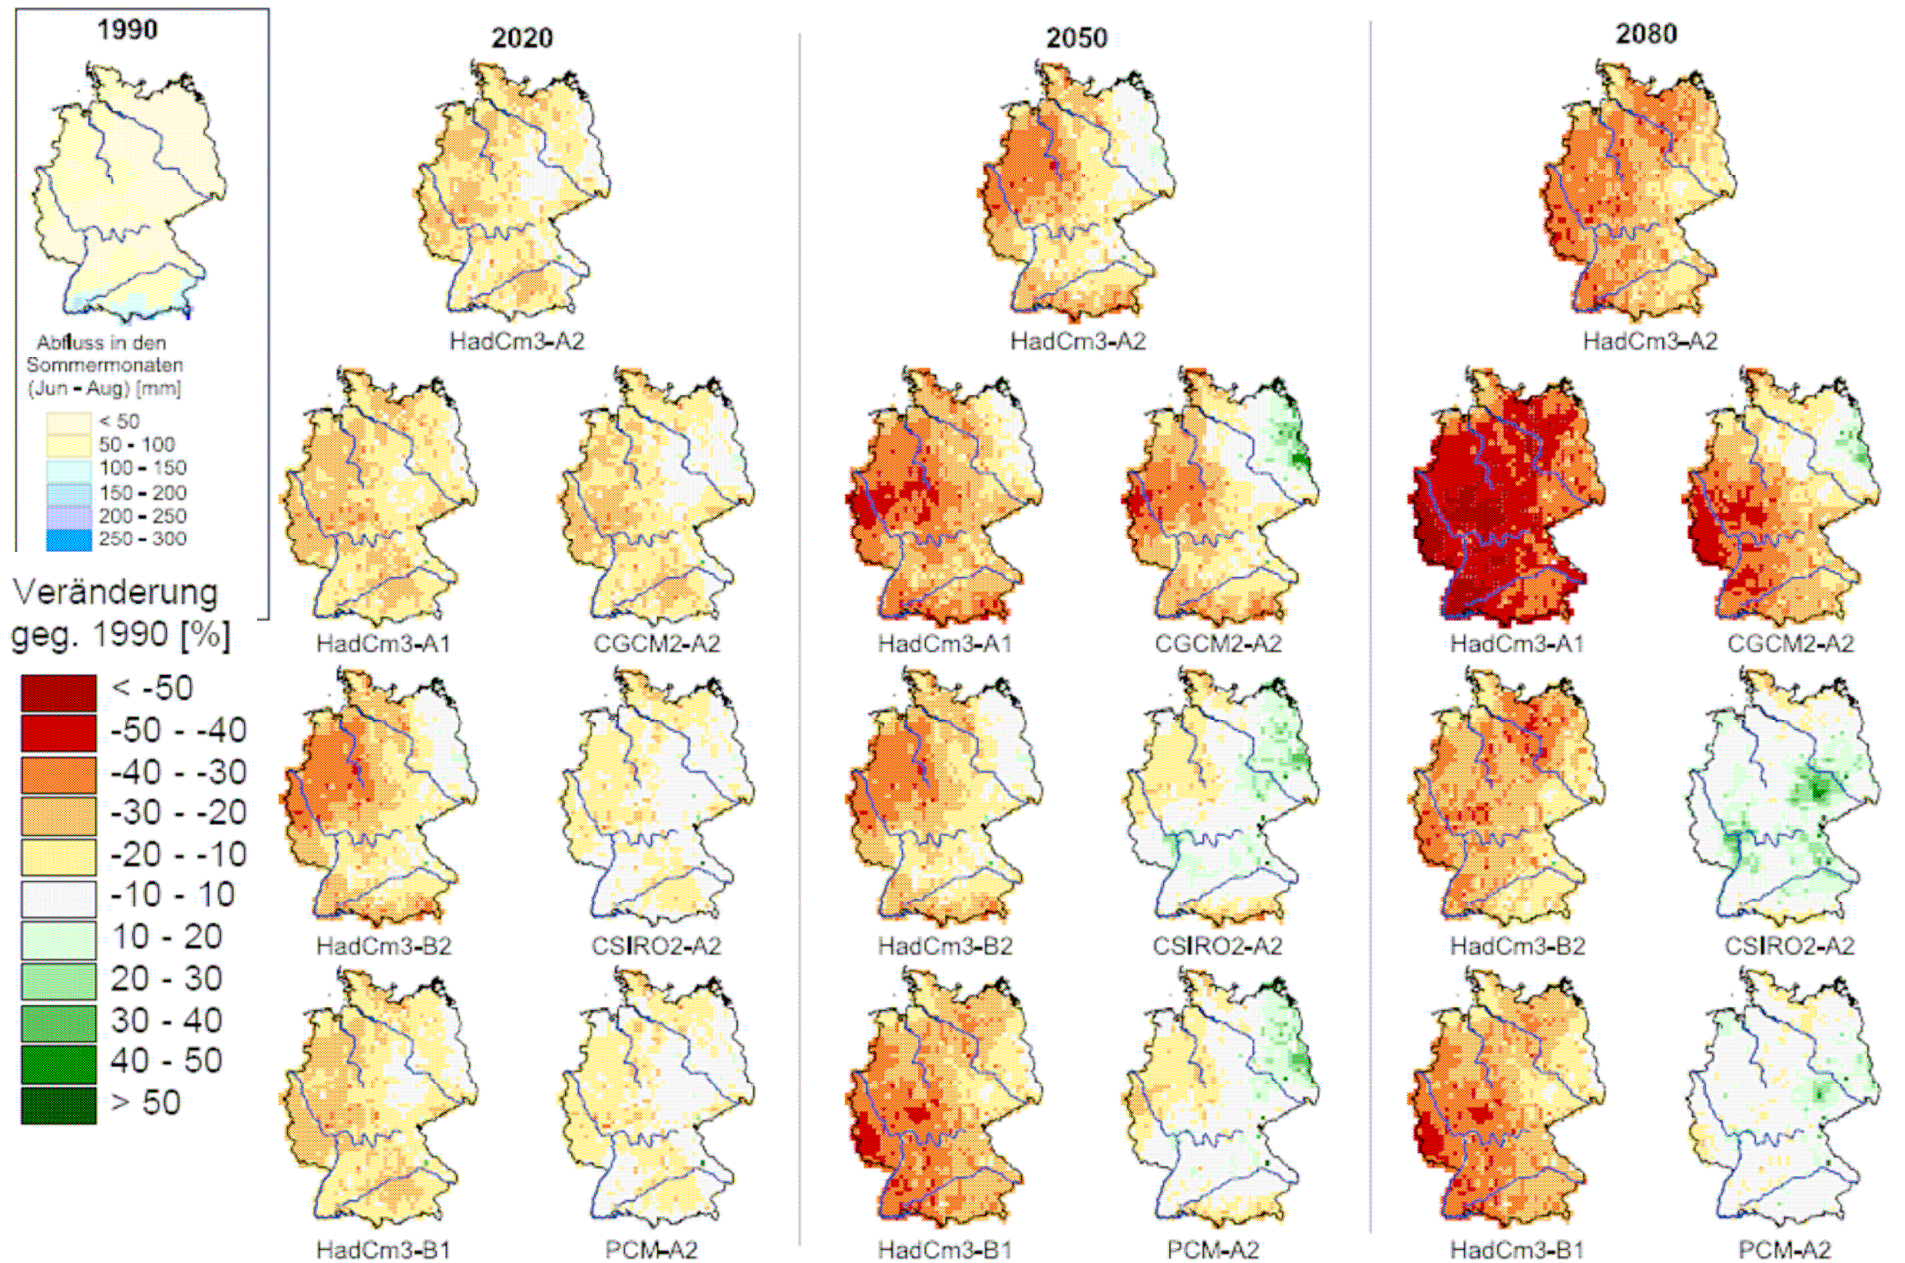 1990
2020
2050
2080
HadCm3-A2
HadCm3-A2
HadCm3-A2
Abfluss in den
Sommermonaten
(Jun - Aug) [mm]
< 50
50 - 100
100 - 150
150 - 200
200 - 250
250 - 300
Veränderung
geg. 1990 [%]
< -50
-50 - -40
-40 - -30
-30 - -20
-20 - -10
-10 - 10
10 - 20
20 - 30
30 - 40
40 - 50
> 50
HadCm3-A1
CGCM2-A2
HadCm3-A1
CGCM2-A2
HadCm3-A1
CGCM2-A2
HadCm3-B2
CSIRO2-A2
HadCm3-B2
CSIRO2-A2
HadCm3-B2
CSIRO2-A2
HadCm3-B1
PCM-A2
HadCm3-B1
PCM-A2
HadCm3-B1
PCM-A2